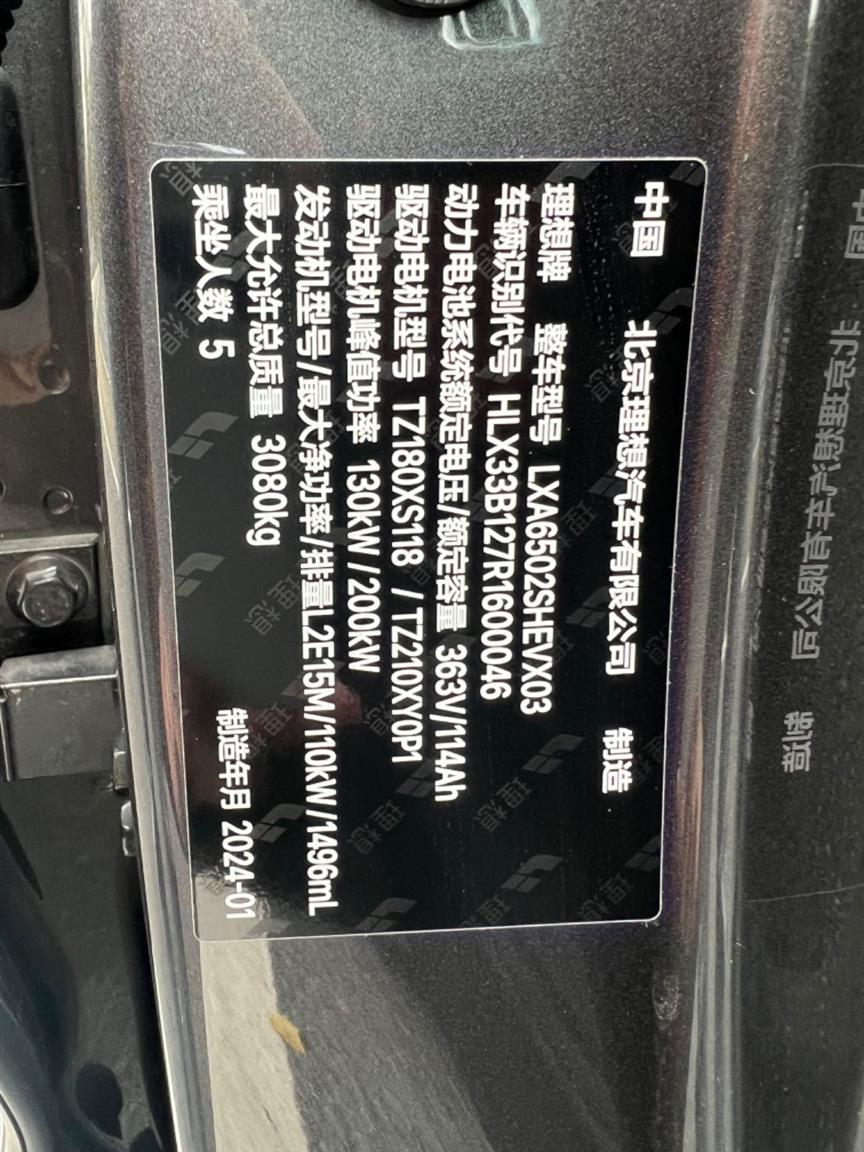 中国 北京理想汽车有限公司 制造
理想牌 整车型号 LXA6502SHEVX03
车辆识别代号 HLX33B127R1600046
动力电池系统额定电压/额定容量 363V/114Ah
驱动电机型号 TZ180XS118 / TZ210XY0P1
驱动电机峰值功率 130kW / 200kW
发动机型号/最大净功率/排量L2E15M/110kW/1496mL
最大允许总质量 3080kg
乘坐人数 5 制造年月 2024-01